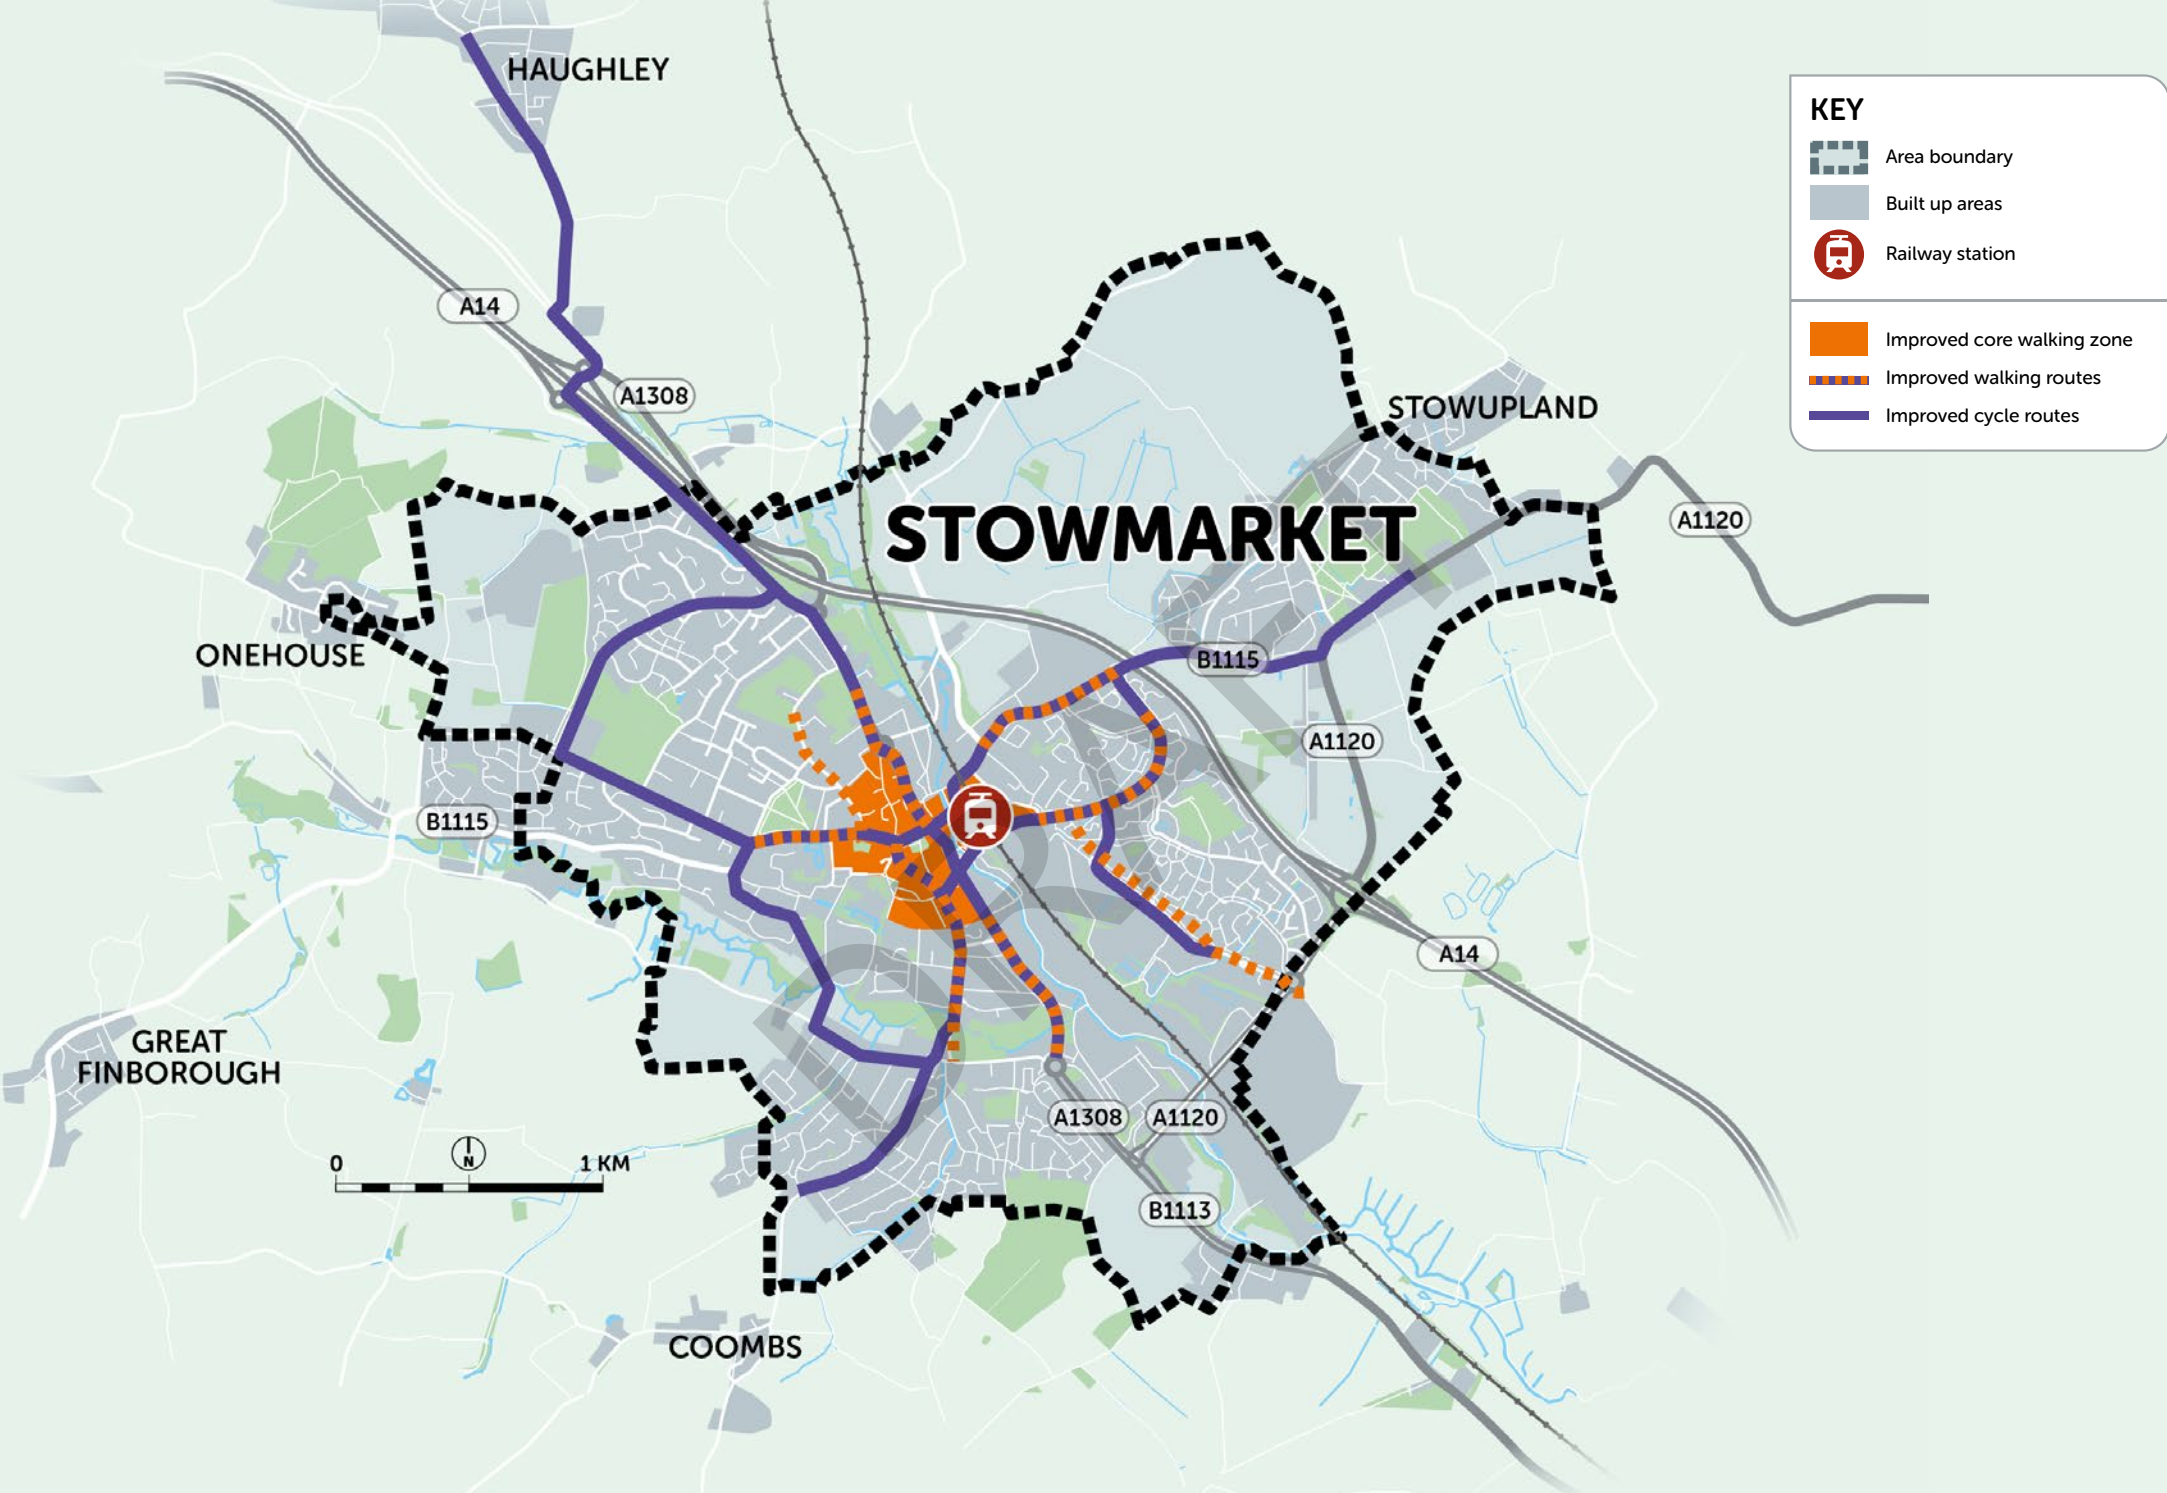 HAUGHLEY
KEY
Area boundary
Built up areas
Railway station
Improved core walking zone
Improved walking routes
Improved cycle routes
A14
A1308
STOWUPLAND
A1120
STOWMARKET
ONEHOUSE
B1115
A1120
B1115
A14
GREAT
FINBOROUGH
A1308
A1120
N
0
1 KM
B1113
COOMBS
DRAFT